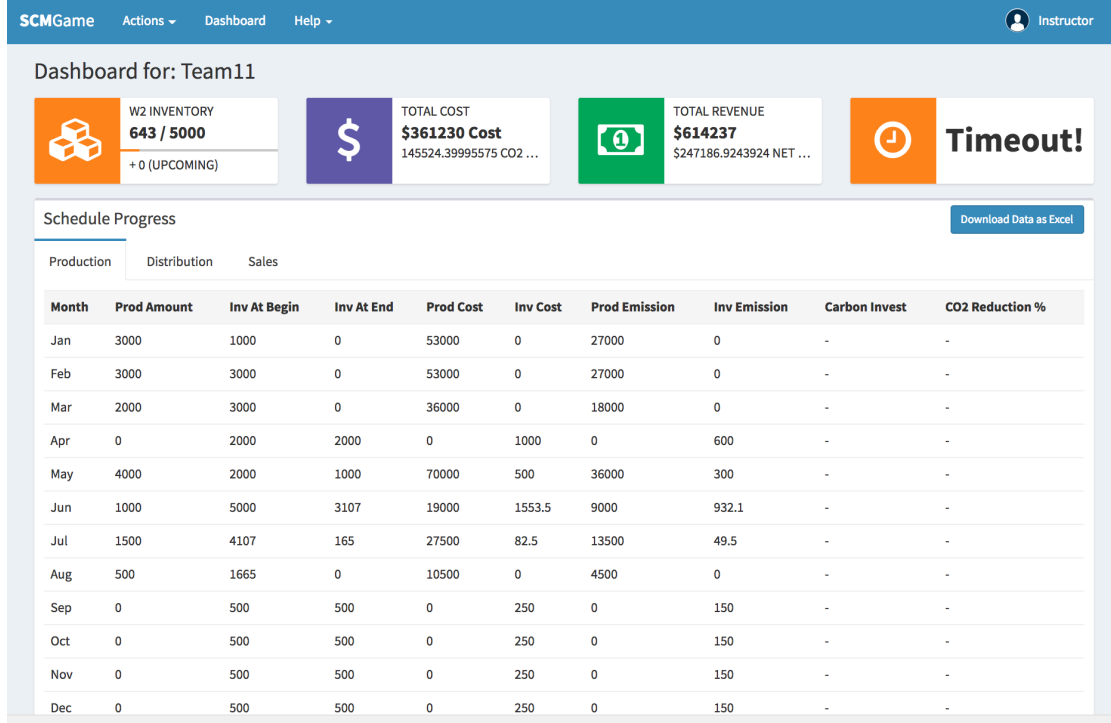 SCMGame Actions Dashboard Help Instructor
Dashboard for: Team11
W2 INVENTORY
643 / 5000
+ 0 (UPCOMING)
TOTAL COST
$361230 Cost
145524.39995575 CO2 ...
TOTAL REVENUE
$614237
$247186.9243924 NET ...
Timeout!
Schedule Progress
Download Data as Excel
Production Distribution Sales
Month Prod Amount Inv At Begin Inv At End Prod Cost Inv Cost Prod Emission Inv Emission Carbon Invest CO2 Reduction %
Jan 3000 1000 0 53000 0 27000 0 - -
Feb 3000 3000 0 53000 0 27000 0 - -
Mar 2000 3000 0 36000 0 18000 0 - -
Apr 0 2000 2000 0 1000 0 600 - -
May 4000 2000 1000 70000 500 36000 300 - -
Jun 1000 5000 3107 19000 1553.5 9000 932.1 - -
Jul 1500 4107 165 27500 82.5 13500 49.5 - -
Aug 500 1665 0 10500 0 4500 0 - -
Sep 0 500 500 0 250 0 150 - -
Oct 0 500 500 0 250 0 150 - -
Nov 0 500 500 0 250 0 150 - -
Dec 0 500 500 0 250 0 150 - -